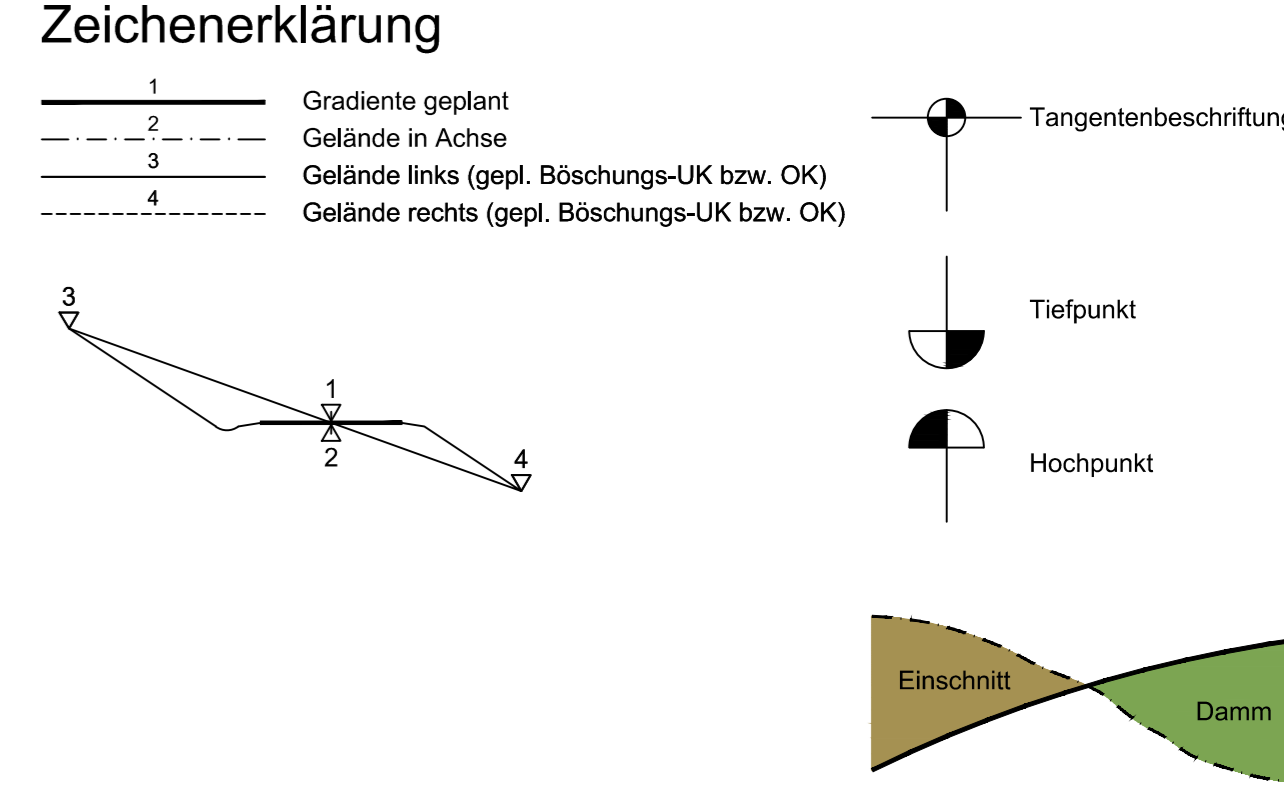 Zeichenerklärung
1
Gradiente geplant
2
Gelände in Achse
3
Gelände links (gepl. Böschungs-UK bzw. OK)
4
Gelände rechts (gepl. Böschungs-UK bzw. OK)
3
1
2
4
Tangentenbeschriftung
Tiefpunkt
Hochpunkt
Einschnitt
Damm